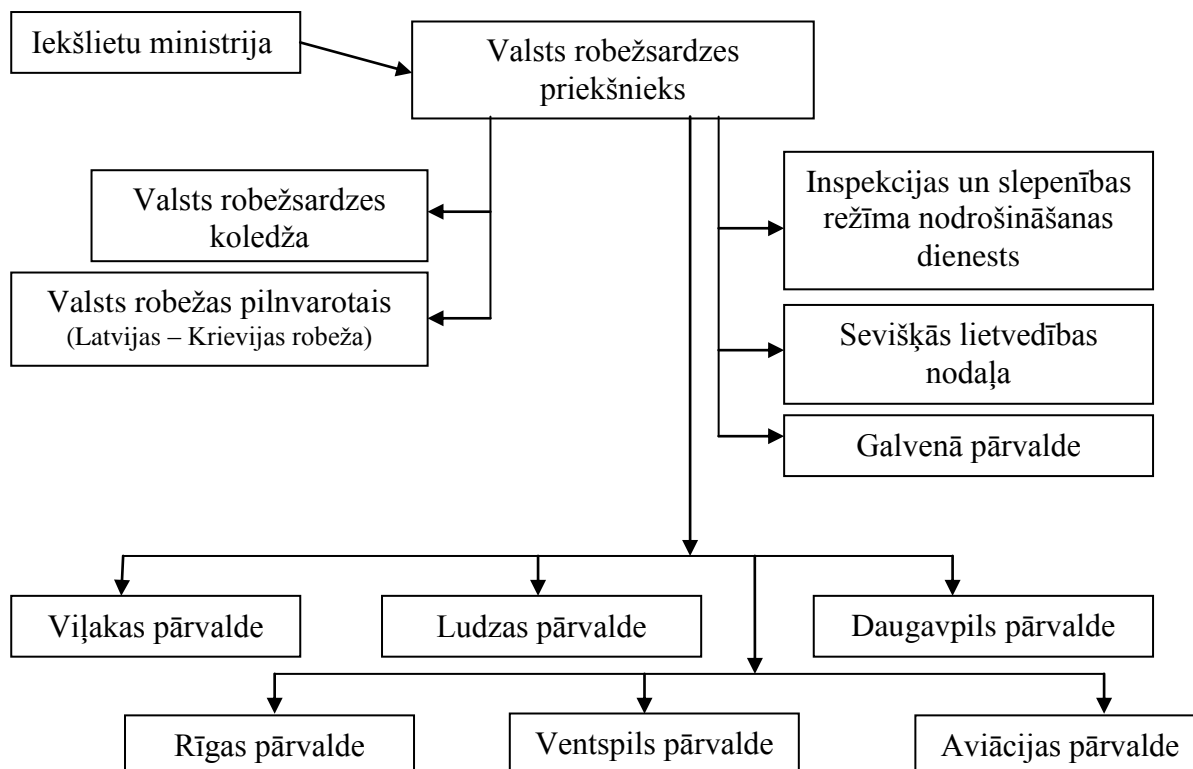 Iekšlietu ministrija
Valsts robežsardzes
priekšnieks
Valsts robežsardzes
koledža
Valsts robežas pilnvarotais
(Latvijas – Krievijas robeža)
Inspekcijas un slepenības
režīma nodrošināšanas
dienests
Sevišķās lietvedības
nodaļa
Galvenā pārvalde
Viļakas pārvalde
Ludzas pārvalde
Daugavpils pārvalde
Rīgas pārvalde
Ventspils pārvalde
Aviācijas pārvalde